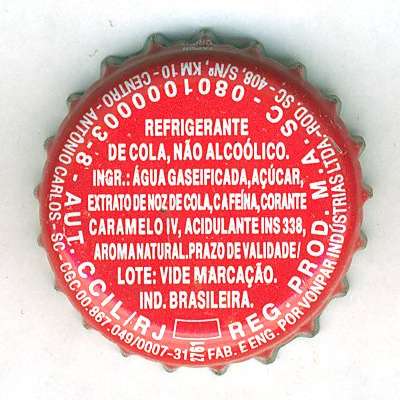 REFRIGERANTE
DE COLA, NÃO ALCOÓLICO.
INGR.: ÁGUA GASEIFICADA, AÇÚCAR,
EXTRATO DE NOZ DE COLA, CAFEÍNA, CORANTE
CARAMELO IV, ACIDULANTE INS 338,
AROMA NATURAL. PRAZO DE VALIDADE/
LOTE: VIDE MARCAÇÃO.
IND. BRASILEIRA.
REG. PROD. M. A. SC - 0801000003-8 - AUT. CCIL/RJ
2761 FAB. E ENG. POR VONPAR INDÚSTRIAS LTDA - ROD. SC - 408, S/Nº, KM 10 - CENTRO - ANTÔNIO CARLOS - SC - CGC 00.867.049/0007-31